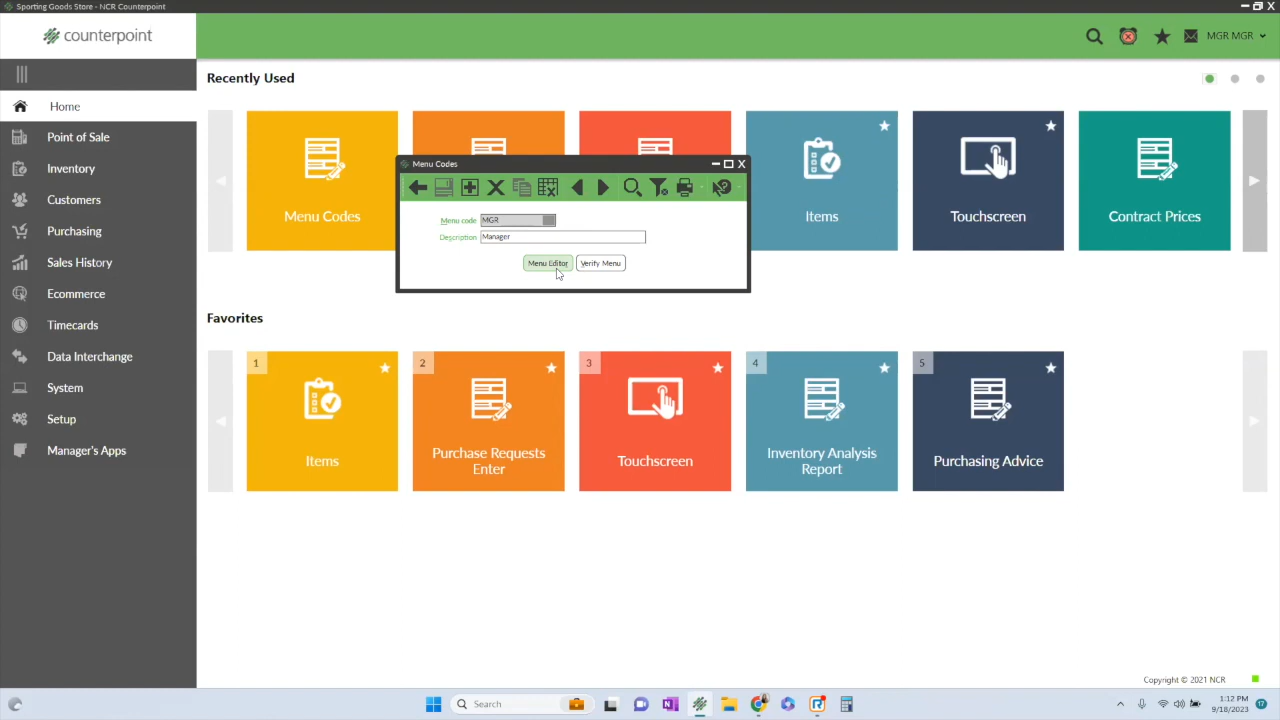 Sporting Goods Store - NCR Counterpoint
counterpoint
MGR MGR
Home
Point of Sale
Inventory
Customers
Purchasing
Sales History
Ecommerce
Timecards
Data Interchange
System
Setup
Manager's Apps
Recently Used
Menu Codes
Items
Touchscreen
Contract Prices
Menu Codes
Menu code MGR
Description Manager
Menu Editor Verify Menu
Favorites
1
Items
2
Purchase Requests
Enter
3
Touchscreen
4
Inventory Analysis
Report
5
Purchasing Advice
Copyright © 2021 NCR
Search
1:12 PM
9/18/2023
17